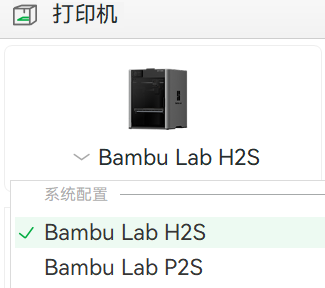 打印机
Bambu Lab H2S
系统配置
Bambu Lab H2S
Bambu Lab P2S